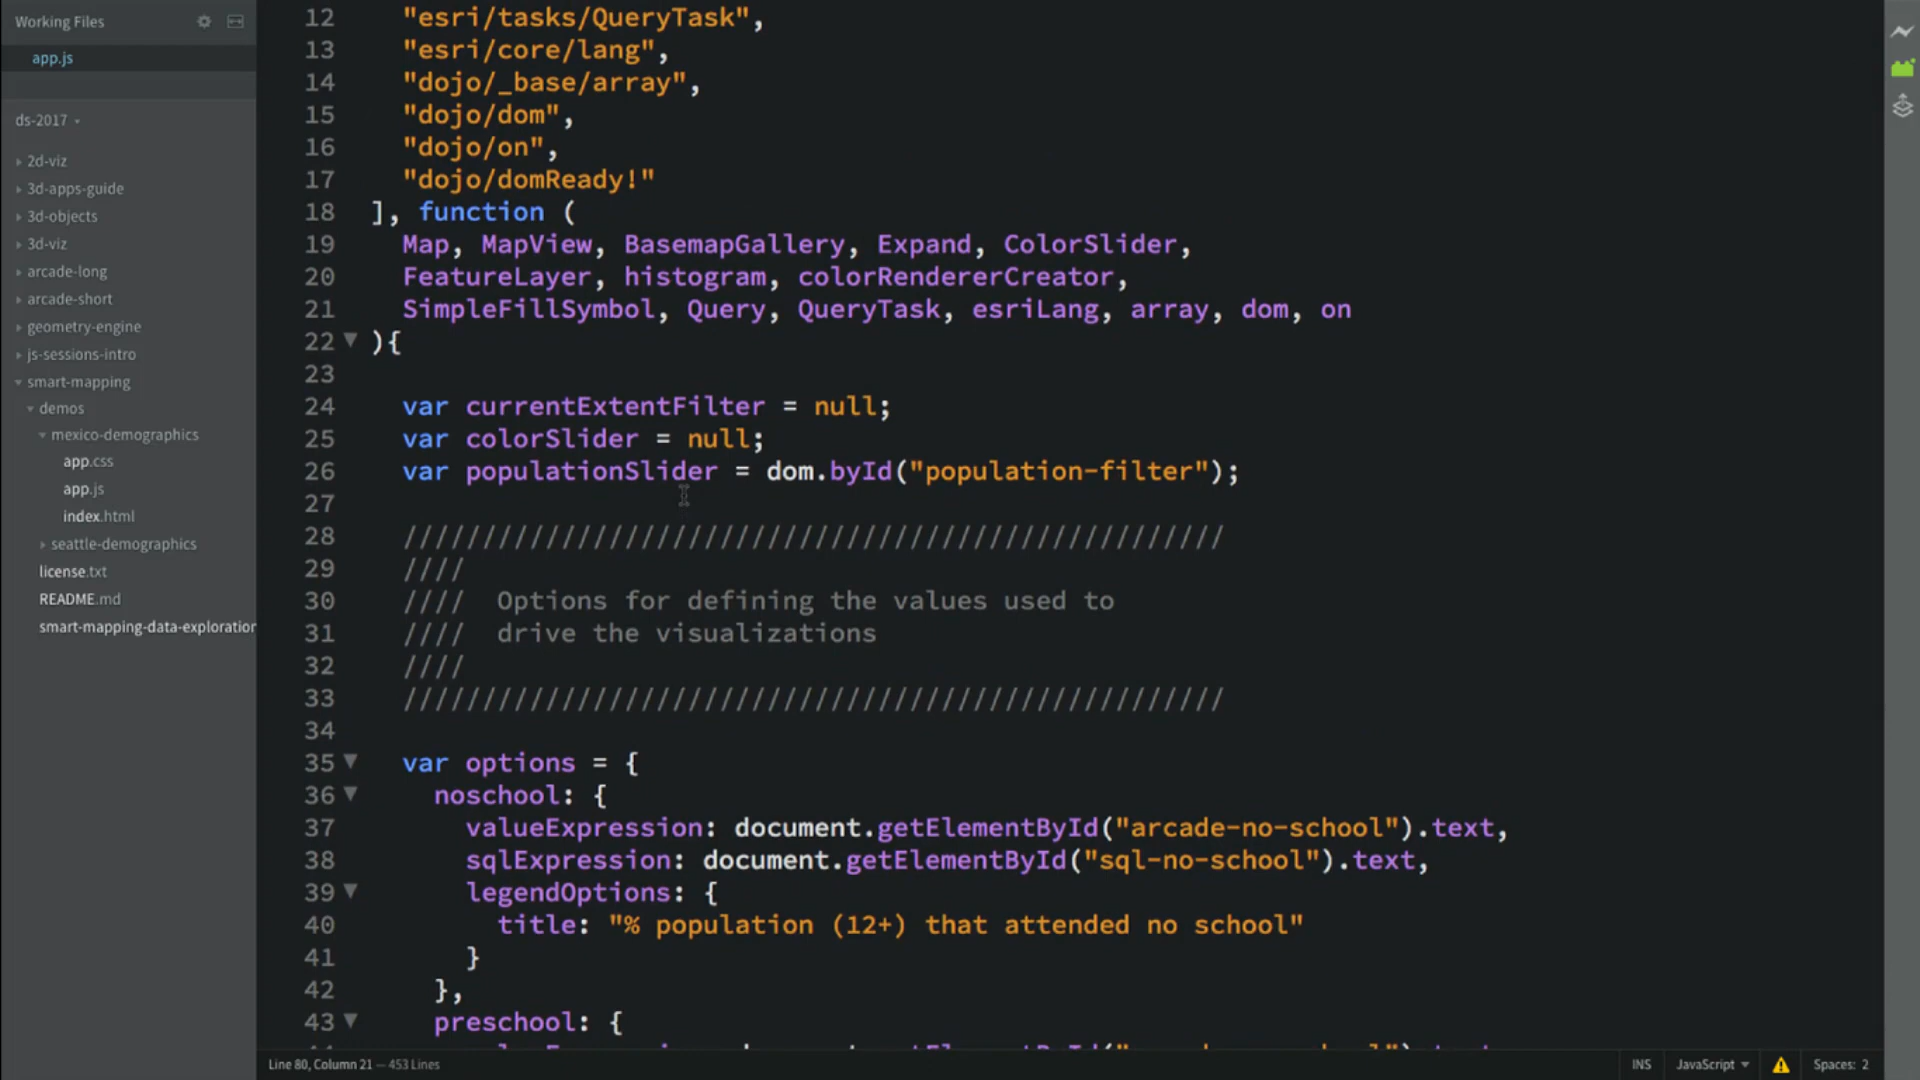 Working Files
app.js
ds-2017
2d-viz
3d-apps-guide
3d-objects
3d-viz
arcade-long
arcade-short
geometry-engine
js-sessions-intro
smart-mapping
demos
mexico-demographics
app.css
app.js
index.html
seattle-demographics
license.txt
README.md
smart-mapping-data-exploration
12 "esri/tasks/QueryTask",
13 "esri/core/lang",
14 "dojo/_base/array",
15 "dojo/dom",
16 "dojo/on",
17 "dojo/domReady!"
18 ], function (
19 Map, MapView, BasemapGallery, Expand, ColorSlider,
20 FeatureLayer, histogram, colorRendererCreator,
21 SimpleFillSymbol, Query, QueryTask, esriLang, array, dom, on
22 ){
23
24 var currentExtentFilter = null;
25 var colorSlider = null;
26 var populationSlider = dom.byId("population-filter");
27
28 ////////////////////////////////////////////////////
29 ////
30 //// Options for defining the values used to
31 //// drive the visualizations
32 ////
33 ////////////////////////////////////////////////////
34
35 var options = {
36 noschool: {
37 valueExpression: document.getElementById("arcade-no-school").text,
38 sqlExpression: document.getElementById("sql-no-school").text,
39 legendOptions: {
40 title: "% population (12+) that attended no school"
41 }
42 },
43 preschool: {
Line 80, Column 21 — 453 Lines
INS JavaScript Spaces: 2